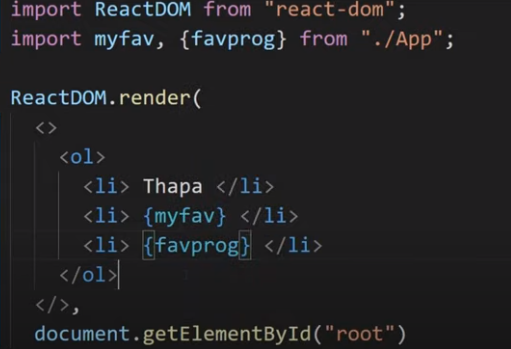 import ReactDOM from "react-dom";
import myfav, {favprog} from "./App";
ReactDOM.render(
<>
<ol>
<li> Thapa </li>
<li> {myfav} </li>
<li> {favprog} </li>
</ol>
</>,
document.getElementById("root")